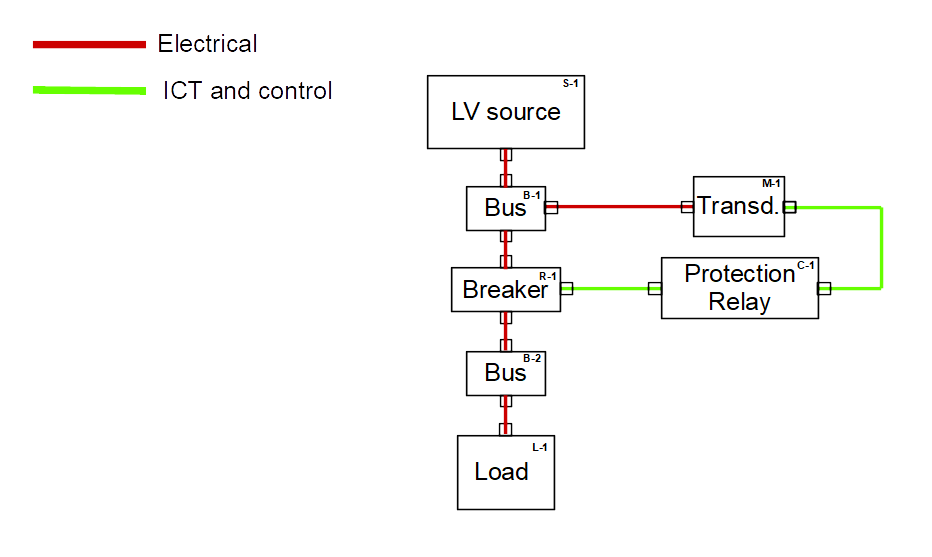 Electrical
ICT and control
S-1
LV source
B-1
Bus
M-1
Transd.
R-1
Breaker
C-1
Protection
Relay
B-2
Bus
L-1
Load